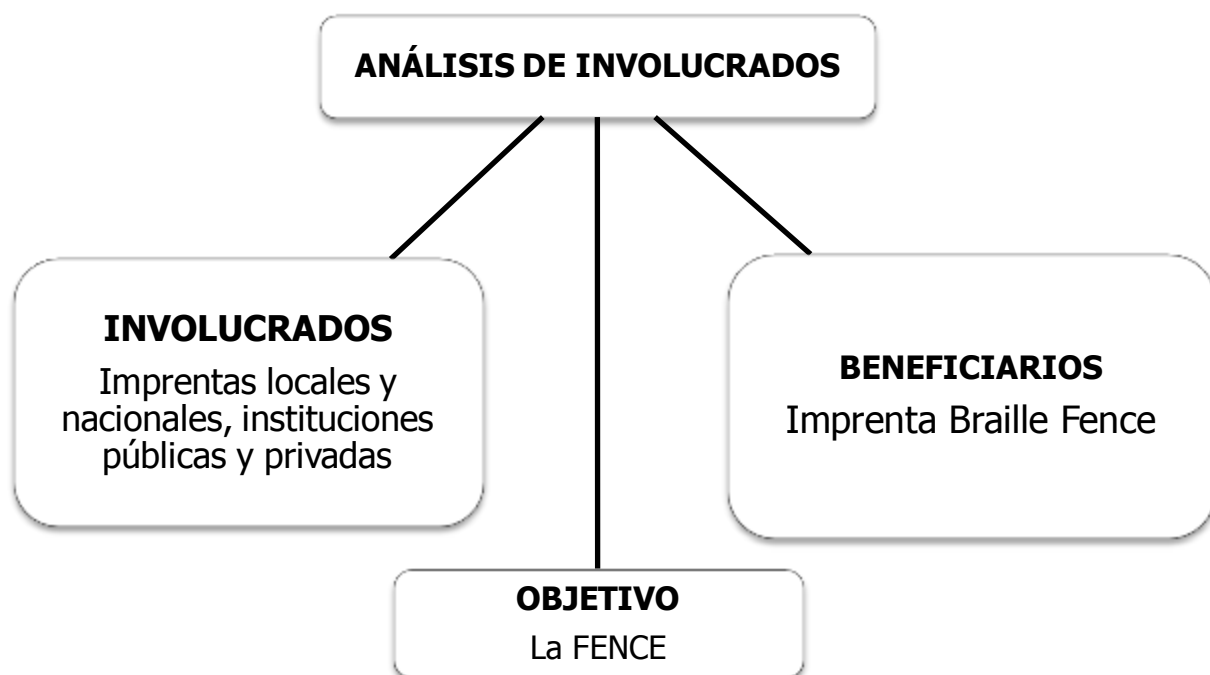 ANÁLISIS DE INVOLUCRADOS
INVOLUCRADOS
Imprentas locales y
nacionales, instituciones
públicas y privadas
BENEFICIARIOS
Imprenta Braille Fence
OBJETIVO
La FENCE